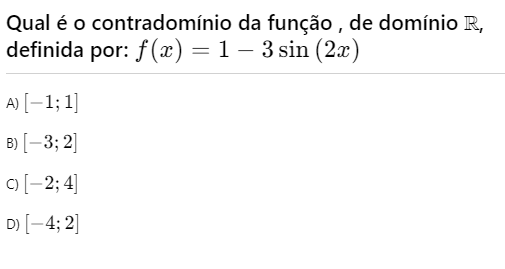 Qual é o contradomínio da função , de domínio ℝ,
definida por: f(x) = 1 − 3 sin (2x)
A) [−1; 1]
B) [−3; 2]
C) [−2; 4]
D) [−4; 2]